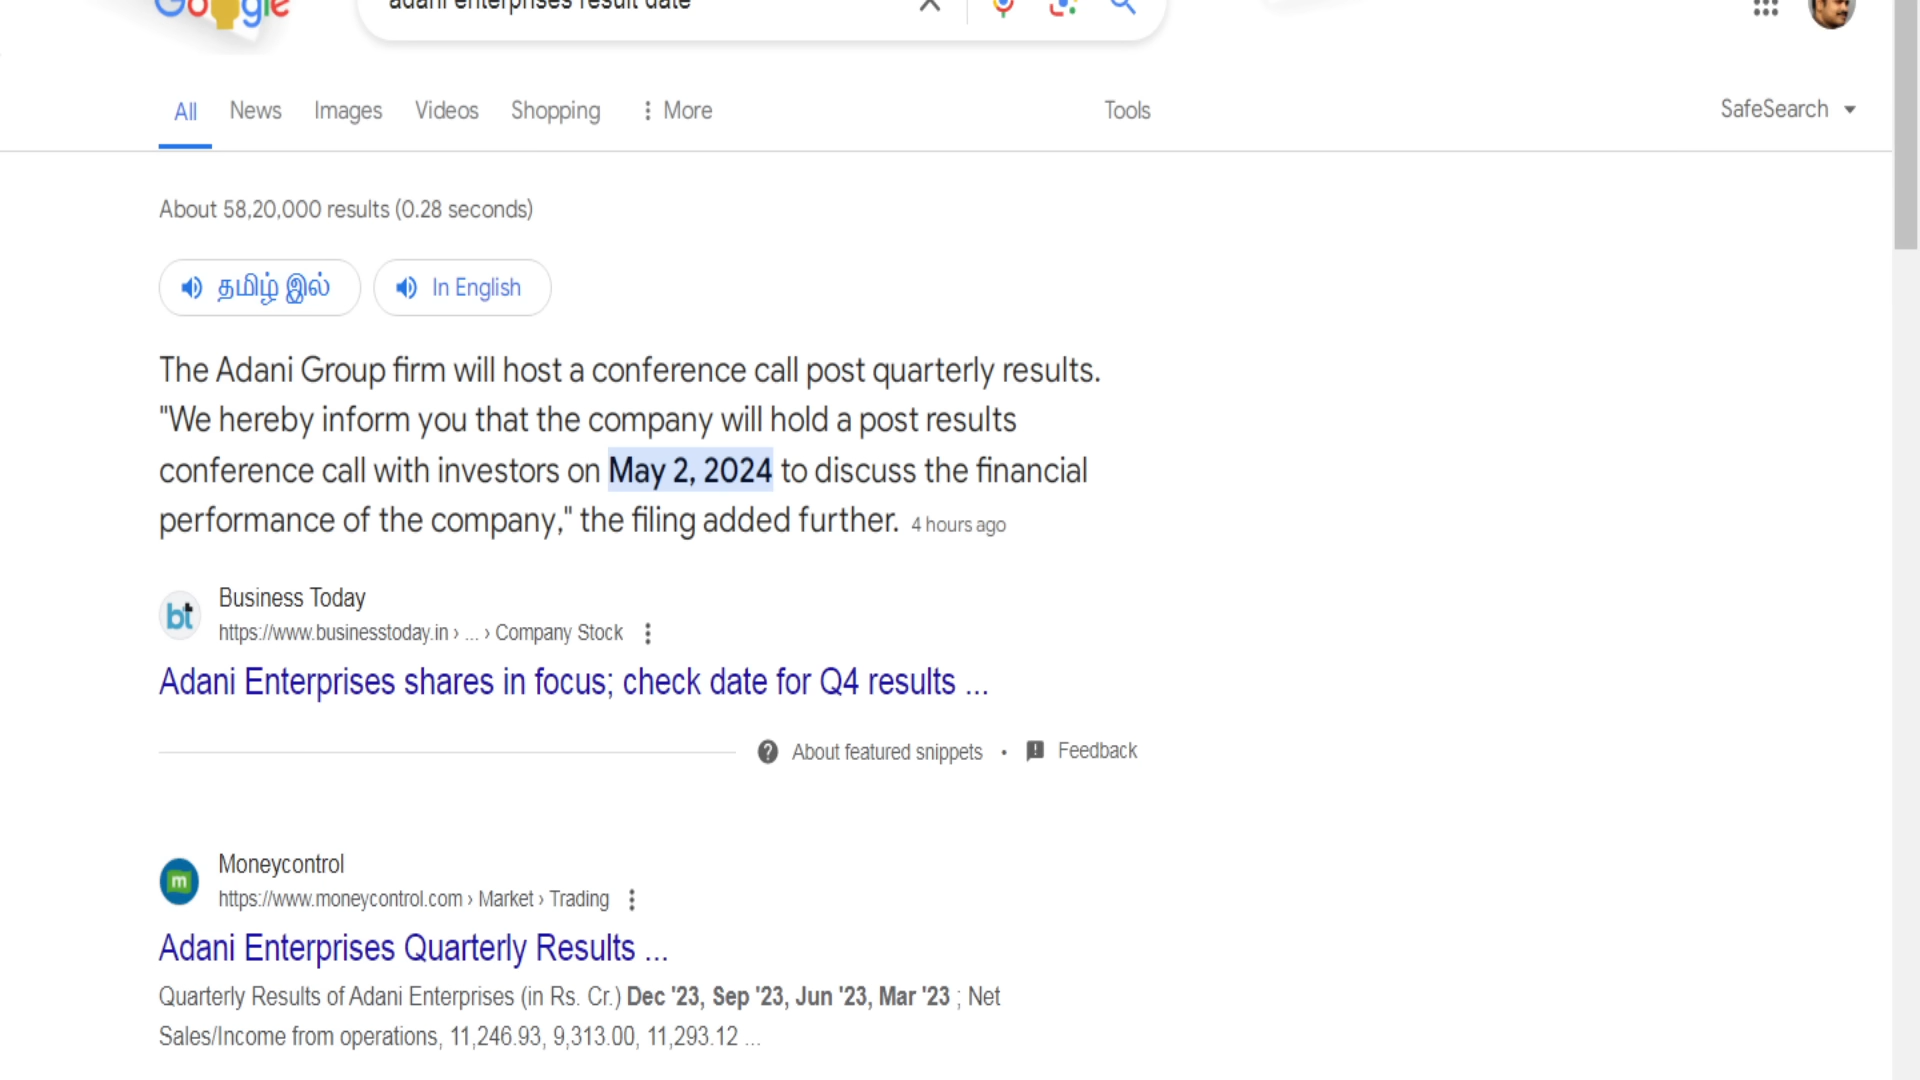 Google
adani enterprises result date
All News Images Videos Shopping More Tools SafeSearch
About 58,20,000 results (0.28 seconds)
தமிழ் இல் In English
The Adani Group firm will host a conference call post quarterly results.
"We hereby inform you that the company will hold a post results
conference call with investors on May 2, 2024 to discuss the financial
performance of the company," the filing added further. 4 hours ago
bt
Business Today
https://www.businesstoday.in › ... › Company Stock
Adani Enterprises shares in focus; check date for Q4 results ...
About featured snippets • Feedback
m
Moneycontrol
https://www.moneycontrol.com › Market › Trading
Adani Enterprises Quarterly Results ...
Quarterly Results of Adani Enterprises (in Rs. Cr.) Dec '23, Sep '23, Jun '23, Mar '23 ; Net
Sales/Income from operations, 11,246.93, 9,313.00, 11,293.12 ...